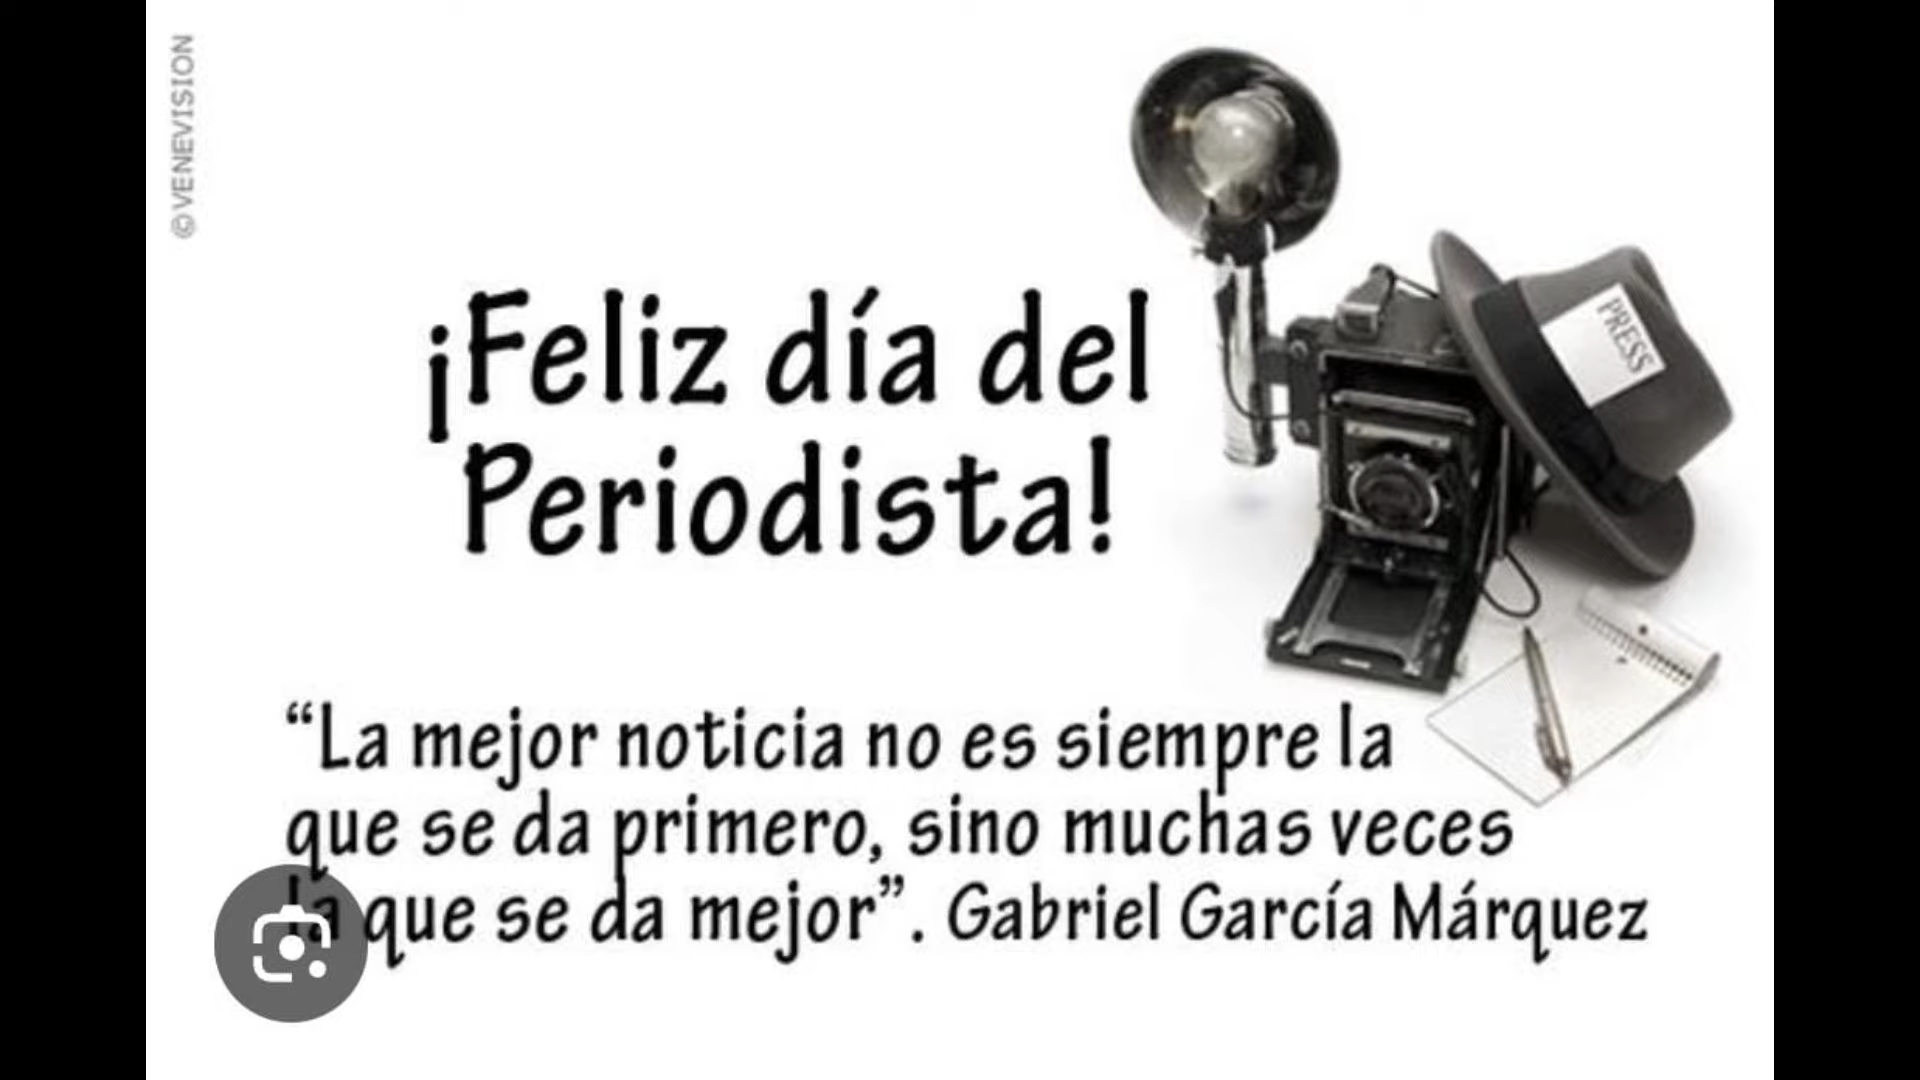 ©VENEVISION
¡Feliz día del
Periodista!
PRESS
“La mejor noticia no es siempre la
que se da primero, sino muchas veces
la que se da mejor”. Gabriel García Márquez